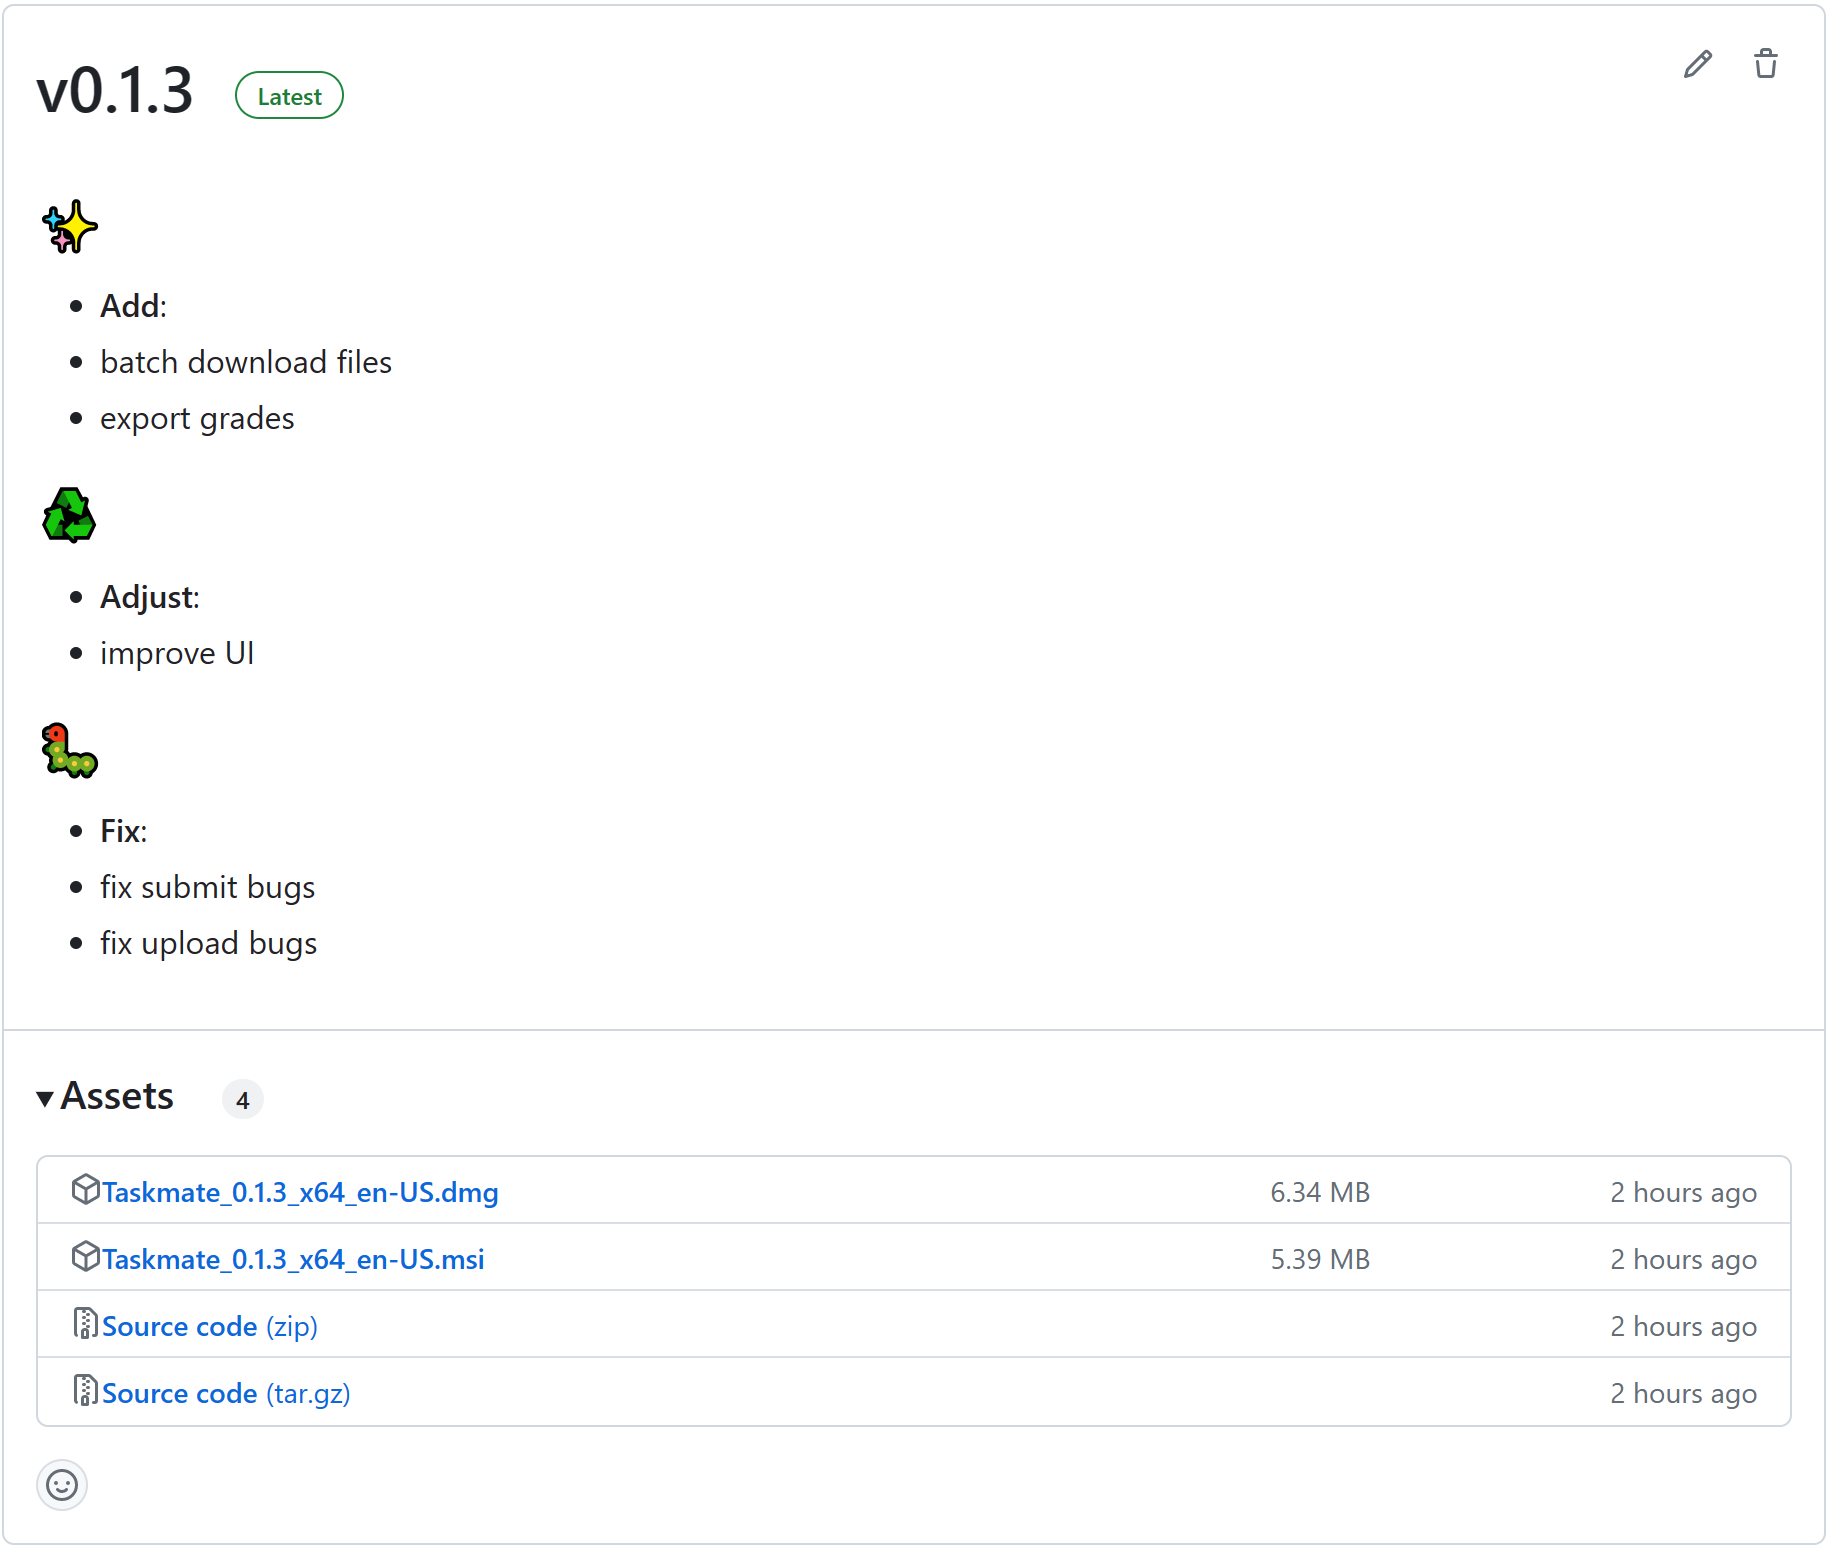 v0.1.3 Latest
Add:
batch download files
export grades
Adjust:
improve UI
Fix:
fix submit bugs
fix upload bugs
Assets 4
Taskmate_0.1.3_x64_en-US.dmg 6.34 MB 2 hours ago
Taskmate_0.1.3_x64_en-US.msi 5.39 MB 2 hours ago
Source code (zip) 2 hours ago
Source code (tar.gz) 2 hours ago